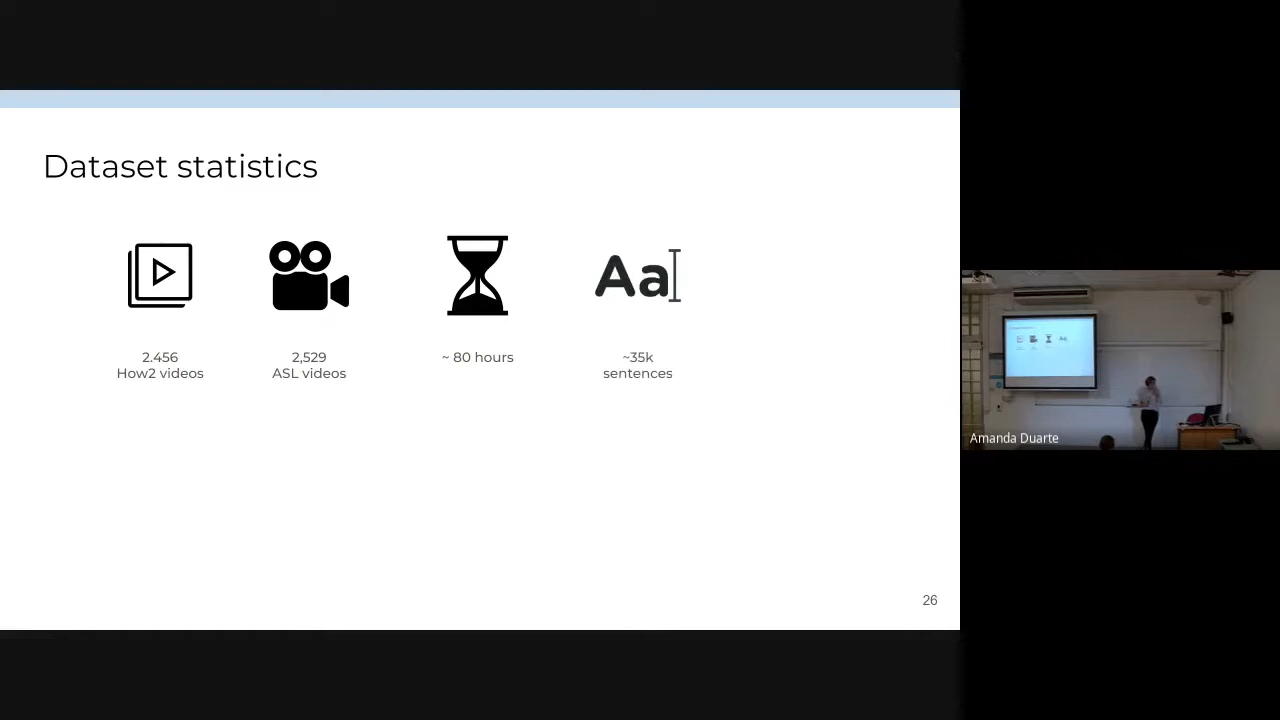 Dataset statistics
Aa
2.456
How2 videos
2,529
ASL videos
~ 80 hours
~35k
sentences
26
Amanda Duarte